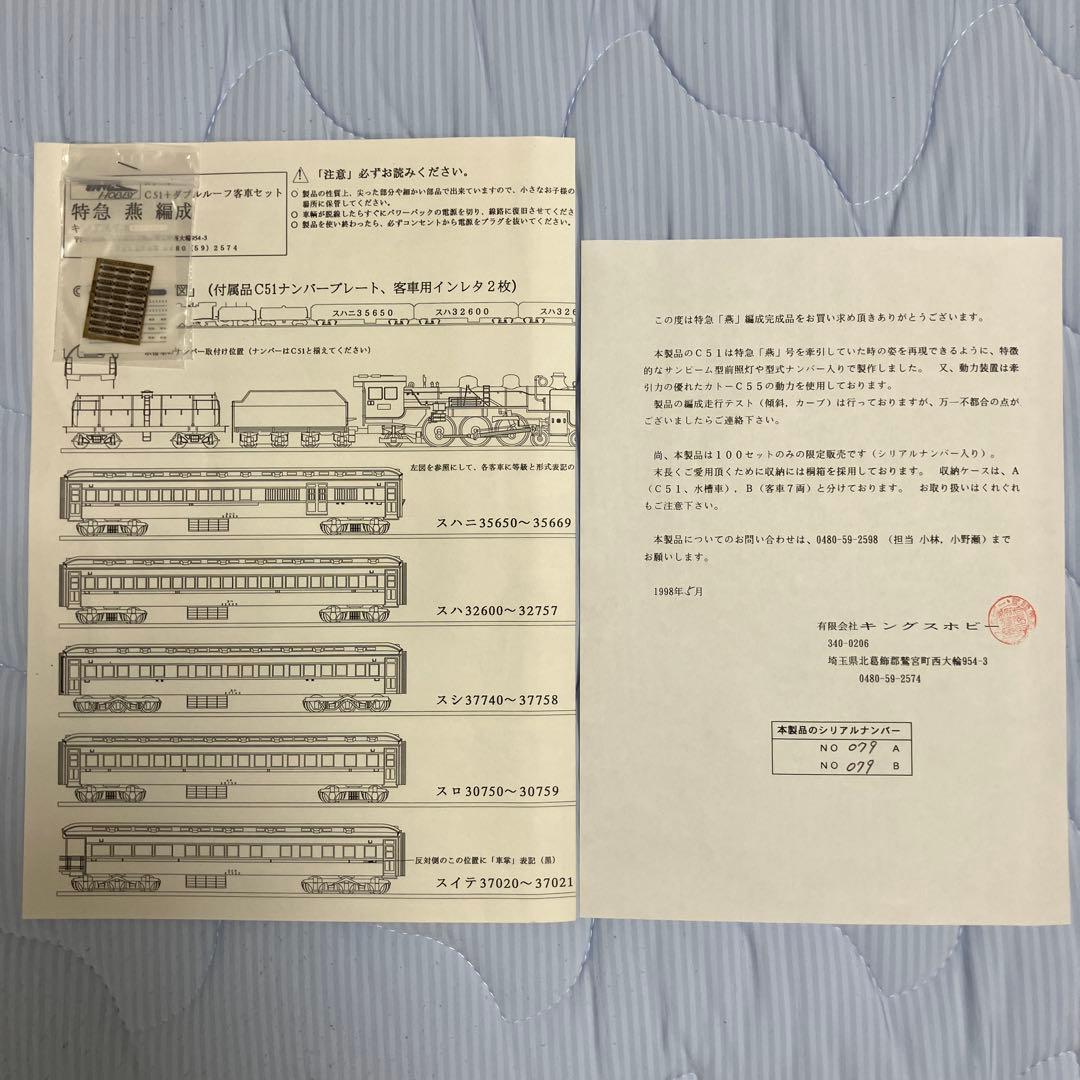 ⚠ 「注意」必ずお読みください。
○ 製品の性質上、尖った部分や細かい部品で出来ていますので、小さなお子様の
場所に保管してください。
○ 車輌が脱線したらすぐにパワーパックの電源を切り、線路に復旧させてくださ
○ 製品を使い終わったら、必ずコンセントから電源をプラグを抜いてください。
HOBBY
C51+ダブルルーフ客車セット
特急 燕 編成
西大輪954-3
(59)2574
図」(付属品C51ナンバープレート、客車用インレタ2枚)
スハニ35650
スハ32600
スハ326
ナンバー取付け位置(ナンバーはC51と揃えてください)
左図を参照にして、各客車に等級と形式表記の
スハニ35650～35669
スハ32600～32757
スシ37740～37758
スロ30750～30759
反対側のこの位置に「車掌」表記(黒)
スイテ37020～37021
この度は特急「燕」編成完成品をお買い求め頂きありがとうございます。
本製品のC51は特急「燕」号を牽引していた時の姿を再現できるように、特徴
的なサンビーム型前照灯や型式ナンバー入りで製作しました。 又、動力装置は牽
引力の優れたカトーC55の動力を使用しております。
製品の編成走行テスト(傾斜．カーブ)は行っておりますが、万一不都合の点が
ございましたらご連絡下さい。
尚、本製品は100セットのみの限定販売です(シリアルナンバー入り)。
末長くご愛用頂くために収納には桐箱を採用しております。 収納ケースは、A
(C51、水槽車)．B(客車7両)と分けております。 お取り扱いはくれぐれ
もご注意下さい。
本製品についてのお問い合わせは、0480-59-2598 (担当 小林．小野瀬)まで
お願いします。
1998年5月
有限会社キングスホビー
340-0206
埼玉県北葛飾郡鷲宮町西大輪954-3
0480-59-2574
本製品のシリアルナンバー
NO 079 A
NO 079 B